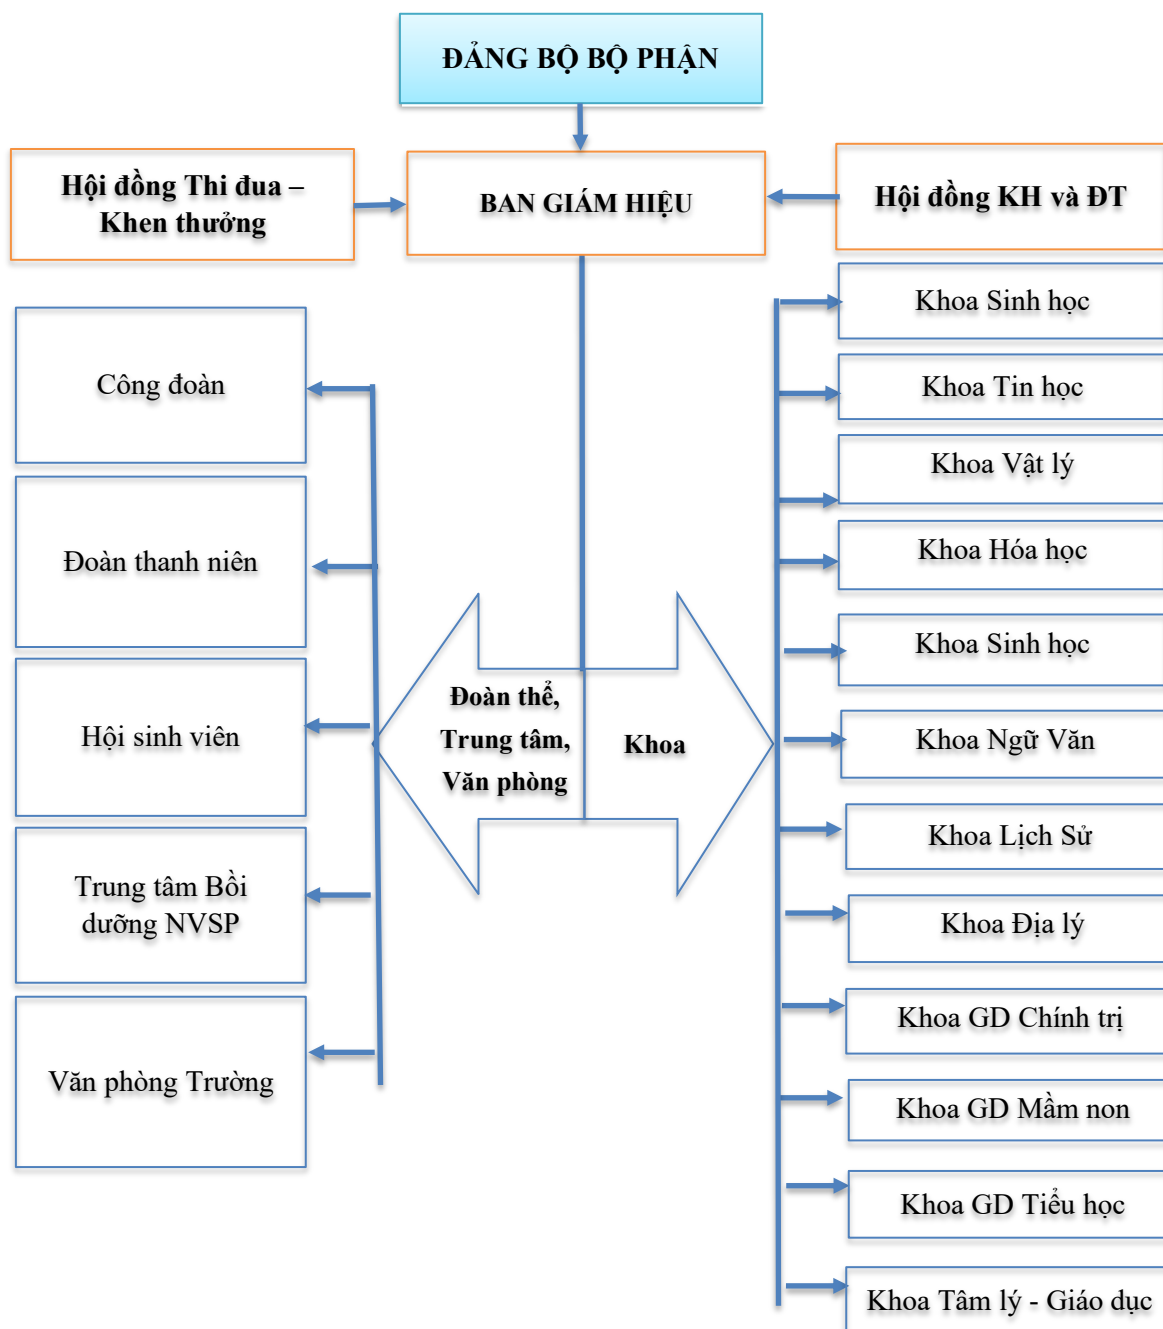 ĐẢNG BỘ BỘ PHẬN
Hội đồng Thi đua –
Khen thưởng
BAN GIÁM HIỆU
Hội đồng KH và ĐT
Công đoàn
Đoàn thanh niên
Hội sinh viên
Trung tâm Bồi
dưỡng NVSP
Văn phòng Trường
Đoàn thể,
Trung tâm,
Văn phòng
Khoa
Khoa Sinh học
Khoa Tin học
Khoa Vật lý
Khoa Hóa học
Khoa Sinh học
Khoa Ngữ Văn
Khoa Lịch Sử
Khoa Địa lý
Khoa GD Chính trị
Khoa GD Mầm non
Khoa GD Tiểu học
Khoa Tâm lý - Giáo dục